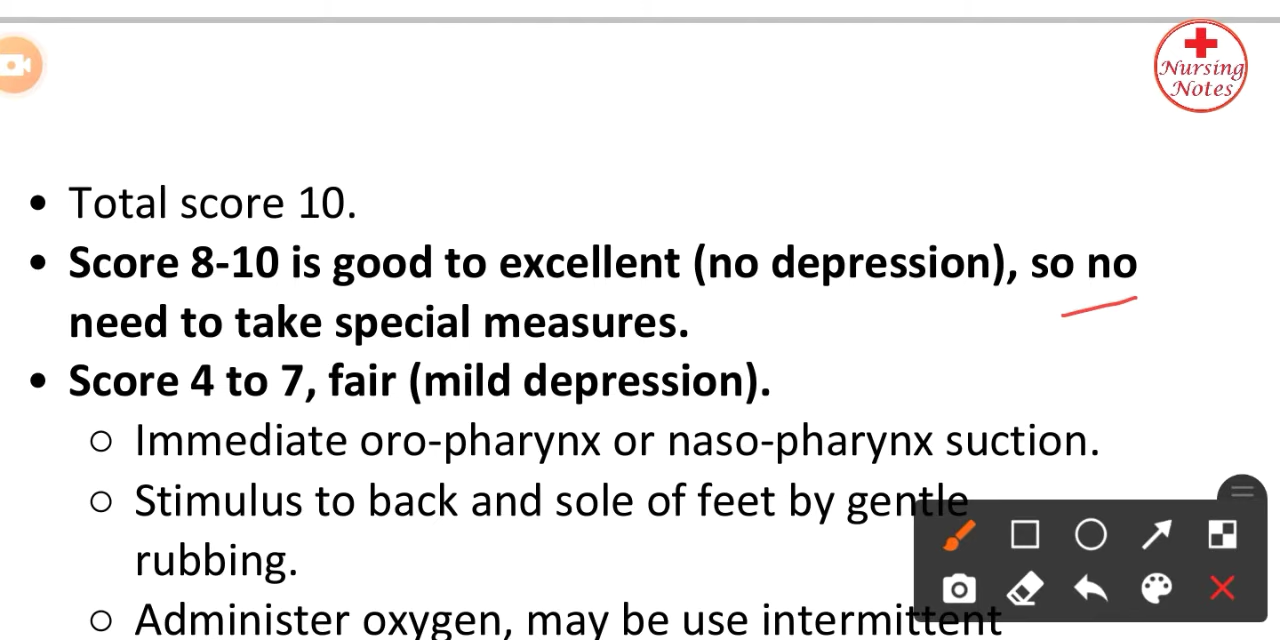 Nursing
Notes
• Total score 10.
• Score 8-10 is good to excellent (no depression), so no
need to take special measures.
• Score 4 to 7, fair (mild depression).
○ Immediate oro-pharynx or naso-pharynx suction.
○ Stimulus to back and sole of feet by gentle
rubbing.
○ Administer oxygen, may be use intermittent